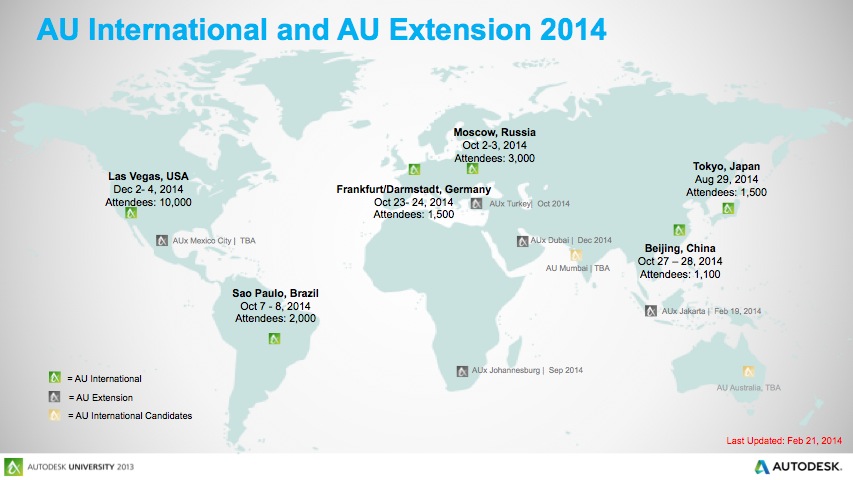 AU International and AU Extension 2014
Moscow, Russia
Oct 2-3, 2014
Attendees: 3,000
Las Vegas, USA
Dec 2- 4, 2014
Attendees: 10,000
Tokyo, Japan
Aug 29, 2014
Attendees: 1,500
Frankfurt/Darmstadt, Germany
Oct 23- 24, 2014
Attendees: 1,500
AUx Turkey| Oct 2014
AUx Mexico City | TBA
AUx Dubai | Dec 2014
Beijing, China
Oct 27 – 28, 2014
Attendees: 1,100
AU Mumbai | TBA
Sao Paulo, Brazil
Oct 7 - 8, 2014
Attendees: 2,000
AUx Jakarta | Feb 19, 2014
AUx Johannesburg | Sep 2014
AU Australia, TBA
= AU International
= AU Extension
= AU International Candidates
Last Updated: Feb 21, 2014
AUTODESK UNIVERSITY 2013
AUTODESK.